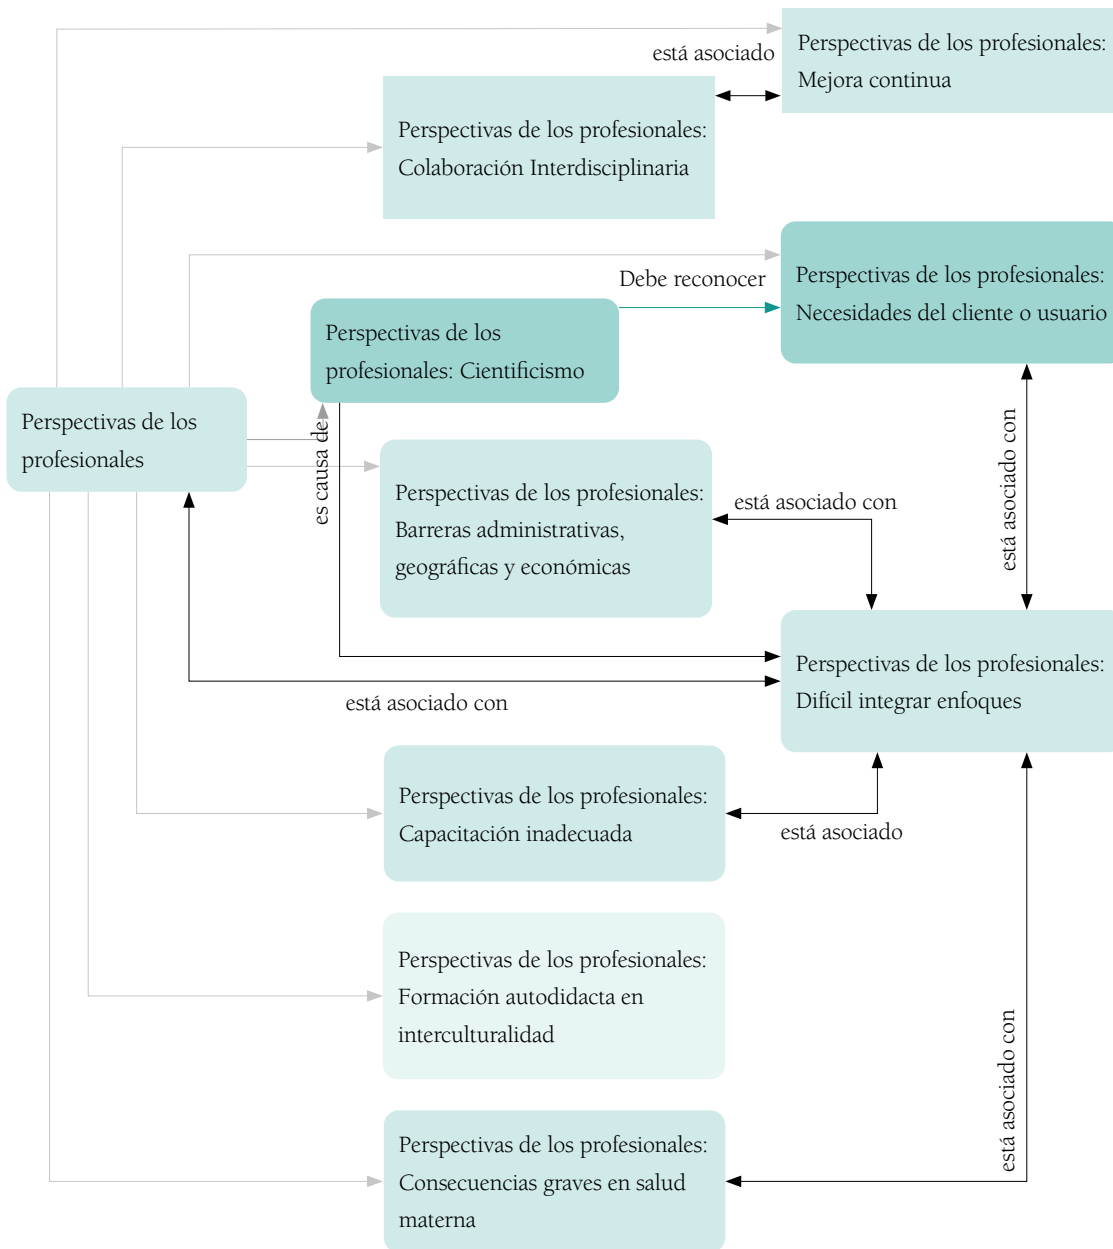 está asociado
Perspectivas de los profesionales:
Mejora continua
Perspectivas de los profesionales:
Colaboración Interdisciplinaria
Debe reconocer
Perspectivas de los profesionales:
Necesidades del cliente o usuario
Perspectivas de los
profesionales: Cientificismo
Perspectivas de los
profesionales
es causa de
Perspectivas de los profesionales:
Barreras administrativas,
geográficas y económicas
está asociado con
está asociado con
Perspectivas de los profesionales:
Difícil integrar enfoques
está asociado con
Perspectivas de los profesionales:
Capacitación inadecuada
está asociado
Perspectivas de los profesionales:
Formación autodidacta en
interculturalidad
está asociado con
Perspectivas de los profesionales:
Consecuencias graves en salud
materna